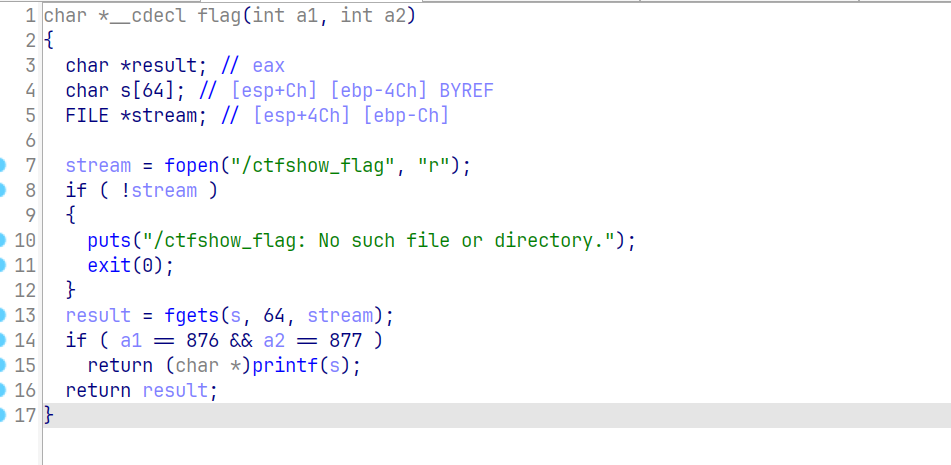 1 char *__cdecl flag(int a1, int a2)
2 {
3 char *result; // eax
4 char s[64]; // [esp+Ch] [ebp-4Ch] BYREF
5 FILE *stream; // [esp+4Ch] [ebp-Ch]
6
7 stream = fopen("/ctfshow_flag", "r");
8 if ( !stream )
9 {
10 puts("/ctfshow_flag: No such file or directory.");
11 exit(0);
12 }
13 result = fgets(s, 64, stream);
14 if ( a1 == 876 && a2 == 877 )
15 return (char *)printf(s);
16 return result;
17 }